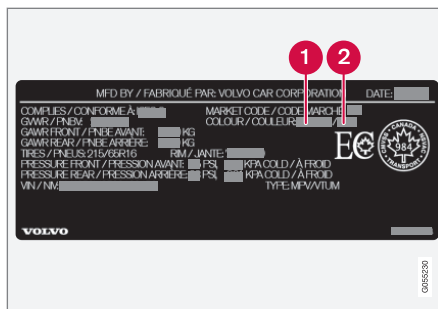 1 2
MFD BY / FABRIQUÉ PAR: VOLVO CAR CORPORATION DATE:
COMPLIES / CONFORME À: MARKET CODE / CODE MARCHE
GVWR / PNBV: COLOUR / COULEUR: /
GAWR FRONT / PNBE AVANT: KG
GAWR REAR / PNBE ARRIÈRE: KG
TIRES / PNEUS: 215/65R16 RIM / JANTE:
PRESSURE FRONT / PRESSION AVANT: PSI, KPA COLD / À FROID
PRESSURE REAR / PRESSION ARRIÈRE: PSI, KPA COLD / À FROID
VIN / NIV: TYPE: MPV/VTUM
EC
CANADA
984
TRANSPORT
VOLVO
G055230